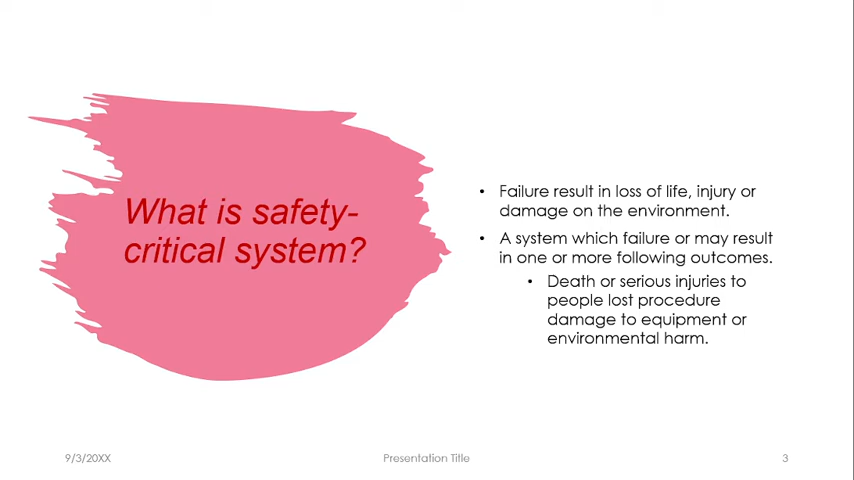 What is safety-
critical system?
• Failure result in loss of life, injury or
damage on the environment.
• A system which failure or may result
in one or more following outcomes.
• Death or serious injuries to
people lost procedure
damage to equipment or
environmental harm.
9/3/20XX
Presentation Title
3